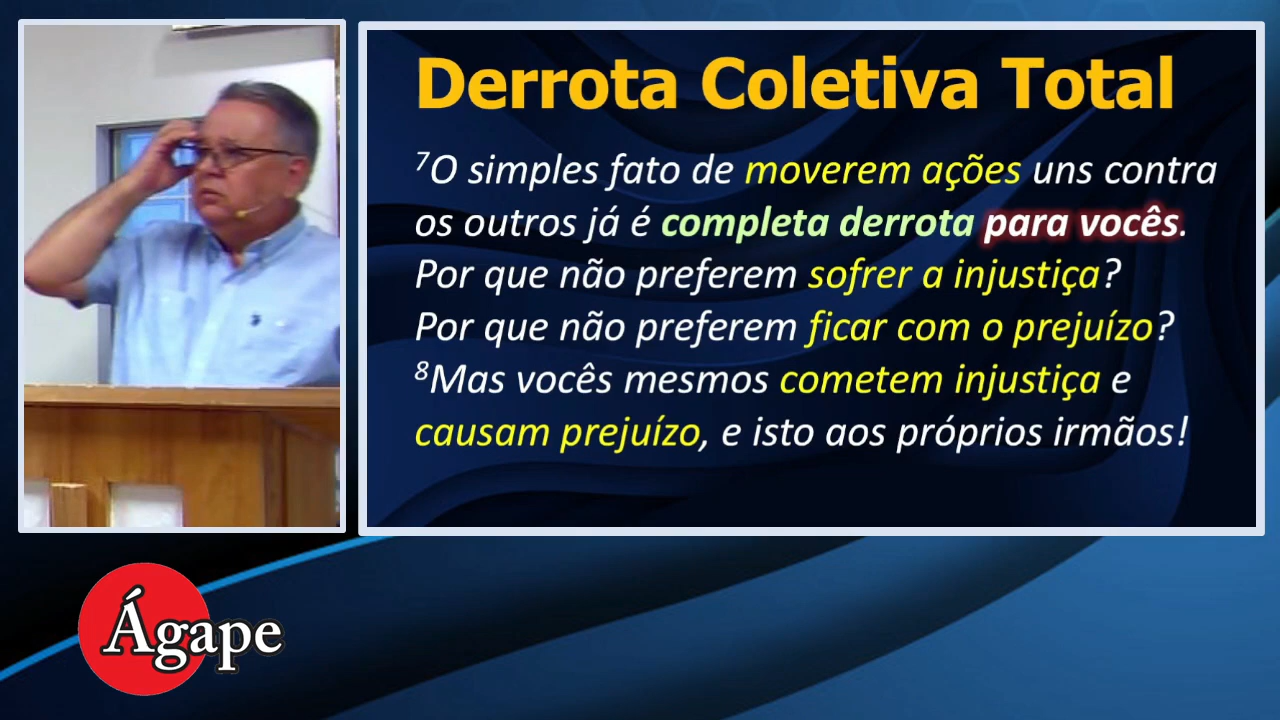 Derrota Coletiva Total
⁷O simples fato de moverem ações uns contra
os outros já é completa derrota para vocês.
Por que não preferem sofrer a injustiça?
Por que não preferem ficar com o prejuízo?
⁸Mas vocês mesmos cometem injustiça e
causam prejuízo, e isto aos próprios irmãos!
Ágape